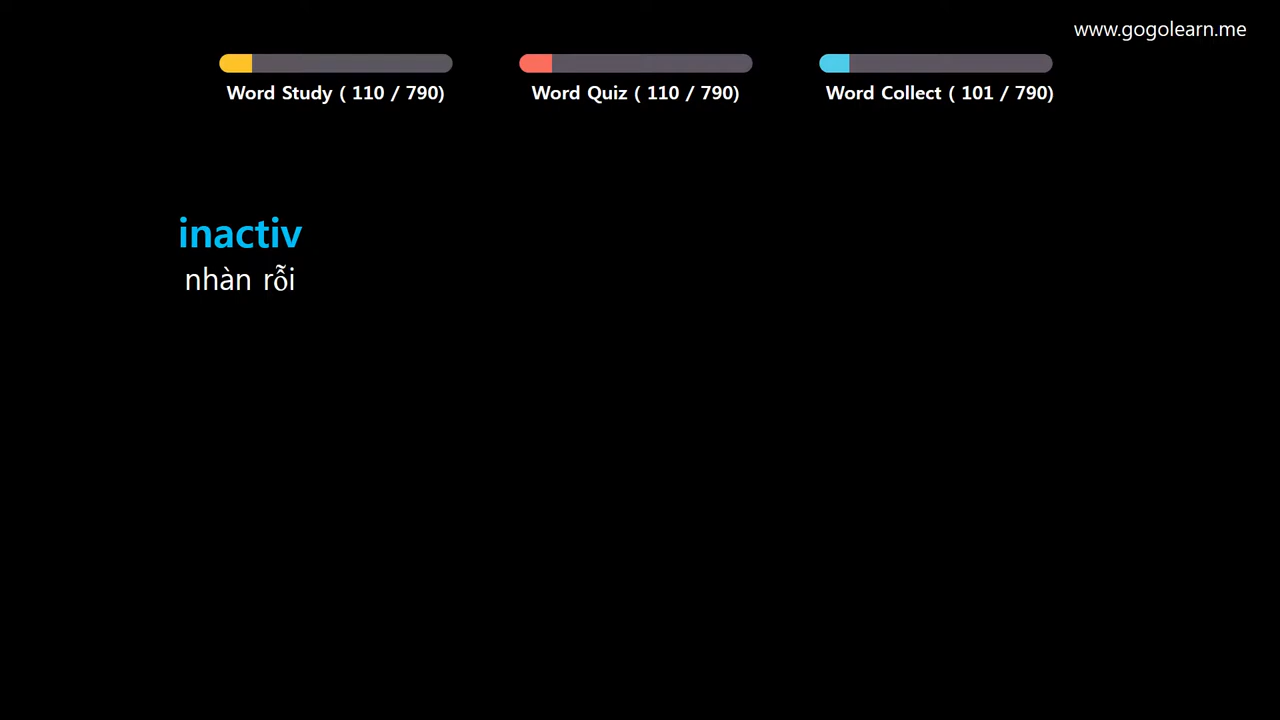 www.gogolearn.me
Word Study ( 110 / 790)
Word Quiz ( 110 / 790)
Word Collect ( 101 / 790)
inactiv
nhàn rỗi